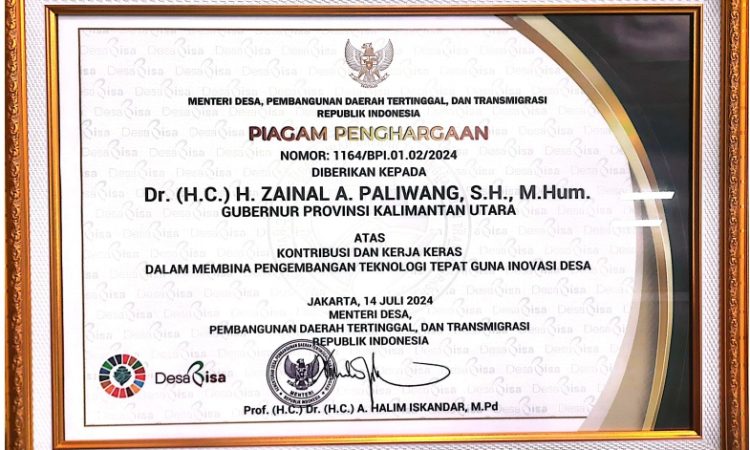 MENTERI DESA, PEMBANGUNAN DAERAH TERTINGGAL, DAN TRANSMIGRASI
REPUBLIK INDONESIA
PIAGAM PENGHARGAAN
NOMOR: 1164/BPI.01.02/2024
DIBERIKAN KEPADA
Dr. (H.C.) H. ZAINAL A. PALIWANG, S.H., M.Hum.
GUBERNUR PROVINSI KALIMANTAN UTARA
ATAS
KONTRIBUSI DAN KERJA KERAS
DALAM MEMBINA PENGEMBANGAN TEKNOLOGI TEPAT GUNA INOVASI DESA
JAKARTA, 14 JULI 2024
MENTERI DESA,
PEMBANGUNAN DAERAH TERTINGGAL, DAN TRANSMIGRASI
REPUBLIK INDONESIA
DesaBisa
MENTERI
REPUBLIK INDONESIA
Prof. (H.C.) Dr. (H.C.) A. HALIM ISKANDAR, M.Pd